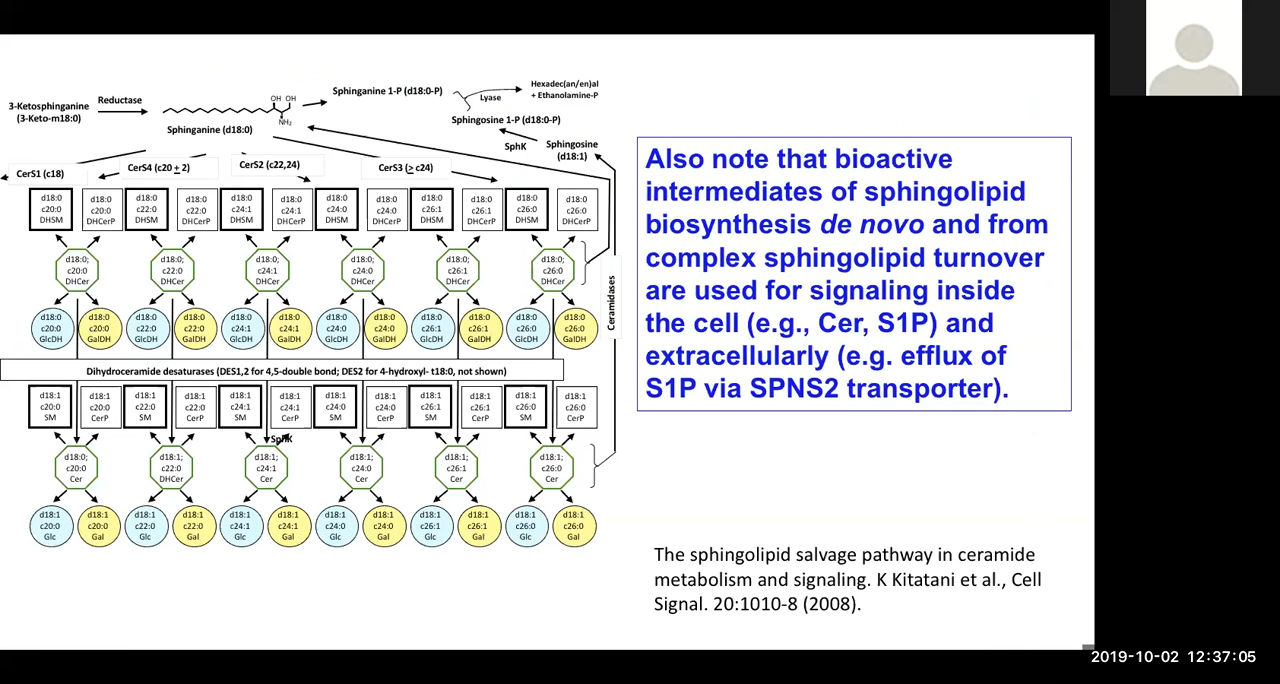 Hexadec(an/en)al
+ Ethanolamine-P
Sphinganine 1-P (d18:0-P)
Lyase
3-Ketosphinganine
(3-Keto-m18:0)
Reductase
OH OH
NH2
Sphinganine (d18:0)
Sphingosine 1-P (d18:0-P)
SphK
Sphingosine
(d18:1)
CerS1 (c18)
CerS4 (c20 ± 2)
CerS2 (c22,24)
CerS3 (≥ c24)
d18:0 d18:0 d18:0 d18:0 d18:0 d18:0 d18:0 d18:0 d18:0 d18:0 d18:0 d18:0
c20:0 c20:0 c22:0 c22:0 c24:1 c24:1 c24:0 c24:0 c26:1 c26:1 c26:0 c26:0
DHSM DHCerP DHSM DHCerP DHSM DHCerP DHSM DHCerP DHSM DHCerP DHSM DHCerP
d18:0; d18:0; d18:0; d18:0; d18:0; d18:0;
c20:0 c22:0 c24:1 c24:0 c26:1 c26:0
DHCer DHCer DHCer DHCer DHCer DHCer
Ceramidases
d18:0 d18:0 d18:0 d18:0 d18:0 d18:0 d18:0 d18:0 d18:0 d18:0 d18:0 d18:0
c20:0 c20:0 c22:0 c22:0 c24:1 c24:1 c24:0 c24:0 c26:1 c26:1 c26:0 c26:0
GlcDH GalDH GlcDH GalDH GlcDH GalDH GlcDH GalDH GlcDH GalDH GlcDH GalDH
Dihydroceramide desaturases (DES1,2 for 4,5-double bond; DES2 for 4-hydroxyl- t18:0, not shown)
d18:1 d18:1 d18:1 d18:1 d18:1 d18:1 d18:1 d18:1 d18:1 d18:1 d18:1 d18:1
c20:0 c20:0 c22:0 c22:0 c24:1 c24:1 c24:0 c24:0 c26:1 c26:1 c26:0 c26:0
SM CerP SM CerP SM CerP SM CerP SM CerP SM CerP
SphK
d18:0; d18:1; d18:1; d18:1; d18:1; d18:1;
c20:0 c22:0 c24:1 c24:0 c26:1 c26:0
Cer DHCer Cer Cer Cer Cer
d18:1 d18:1 d18:1 d18:1 d18:1 d18:1 d18:1 d18:1 d18:1 d18:1 d18:1 d18:1
c20:0 c20:0 c22:0 c22:0 c24:1 c24:1 c24:0 c24:0 c26:1 c26:1 c26:0 c26:0
Glc Gal Glc Gal Glc Gal Glc Gal Glc Gal Glc Gal
Also note that bioactive
intermediates of sphingolipid
biosynthesis de novo and from
complex sphingolipid turnover
are used for signaling inside
the cell (e.g., Cer, S1P) and
extracellularly (e.g. efflux of
S1P via SPNS2 transporter).
The sphingolipid salvage pathway in ceramide
metabolism and signaling. K Kitatani et al., Cell
Signal. 20:1010-8 (2008).
2019-10-02 12:37:05